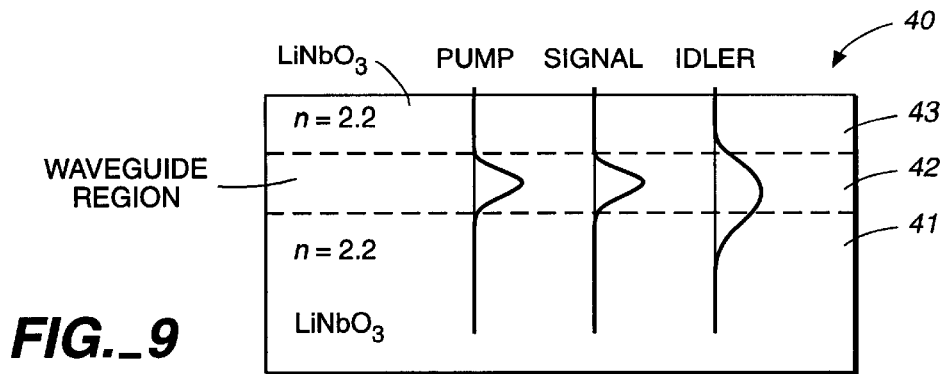 40
LiNbO3
PUMP SIGNAL IDLER
n = 2.2
43
WAVEGUIDE
REGION
42
n = 2.2
41
LiNbO3
FIG._9